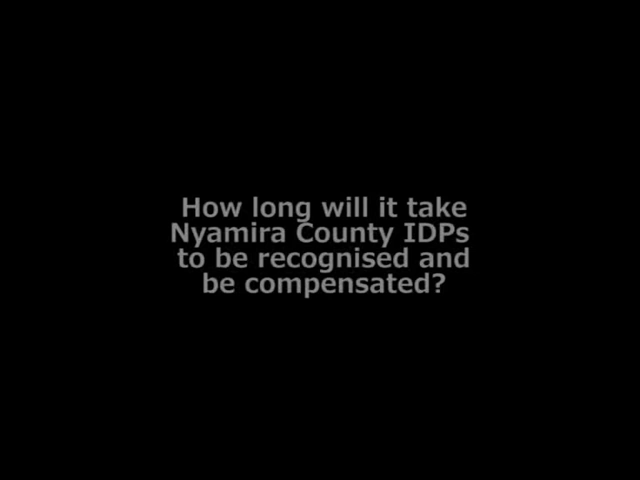 How long will it take
Nyamira County IDPs
to be recognised and
be compensated?